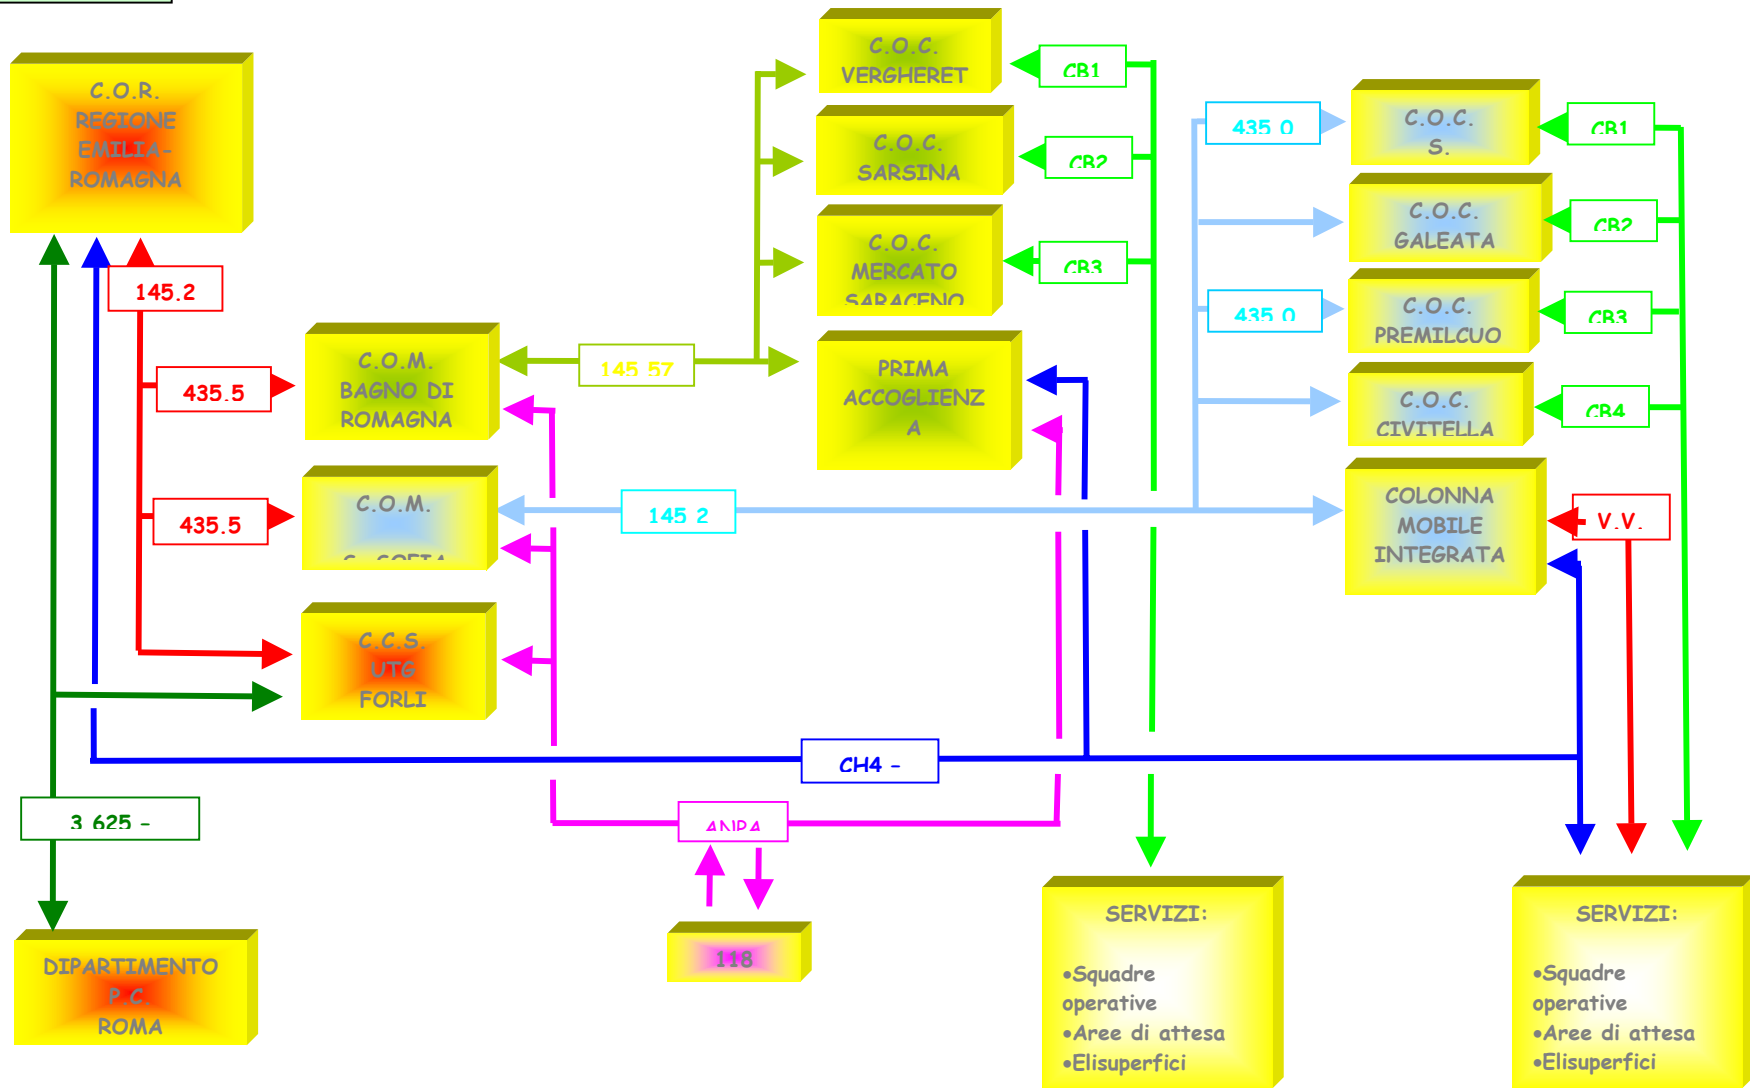 C.O.R.
REGIONE
EMILIA-
ROMAGNA
145.2
435.5
435.5
C.O.M.
BAGNO DI
ROMAGNA
C.O.M.
C.C.S.
UTG
FORLI
3 625 -
DIPARTIMENTO
P.C.
ROMA
C.O.C.
VERGHERET
C.O.C.
SARSINA
C.O.C.
MERCATO
SARACENO
PRIMA
ACCOGLIENZ
A
145 57
145 2
CB1
CB2
CB3
CH4 -
118
435 0
435 0
C.O.C.
S.
C.O.C.
GALEATA
C.O.C.
PREMILCUO
C.O.C.
CIVITELLA
COLONNA
MOBILE
INTEGRATA
CB1
CB2
CB3
CB4
V.V.
SERVIZI:
•Squadre
operative
•Aree di attesa
•Elisuperfici
SERVIZI:
•Squadre
operative
•Aree di attesa
•Elisuperfici